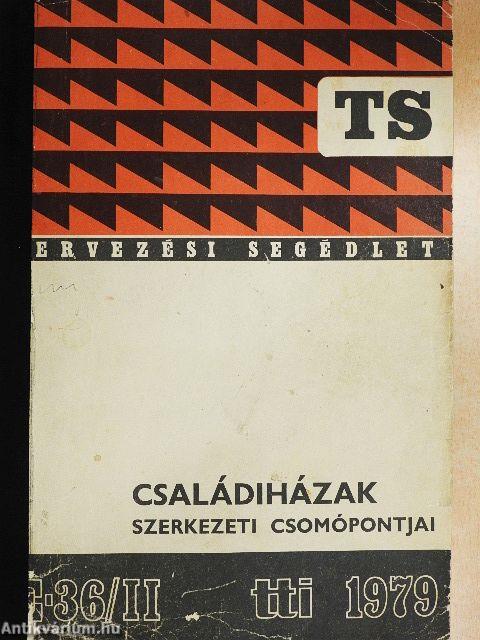 TS
ERVEZÉSI SEGÉDLET
CSALÁDIHÁZAK
SZERKEZETI CSOMÓPONTJAI
-36/II tti 1979
Antikvarium.hu